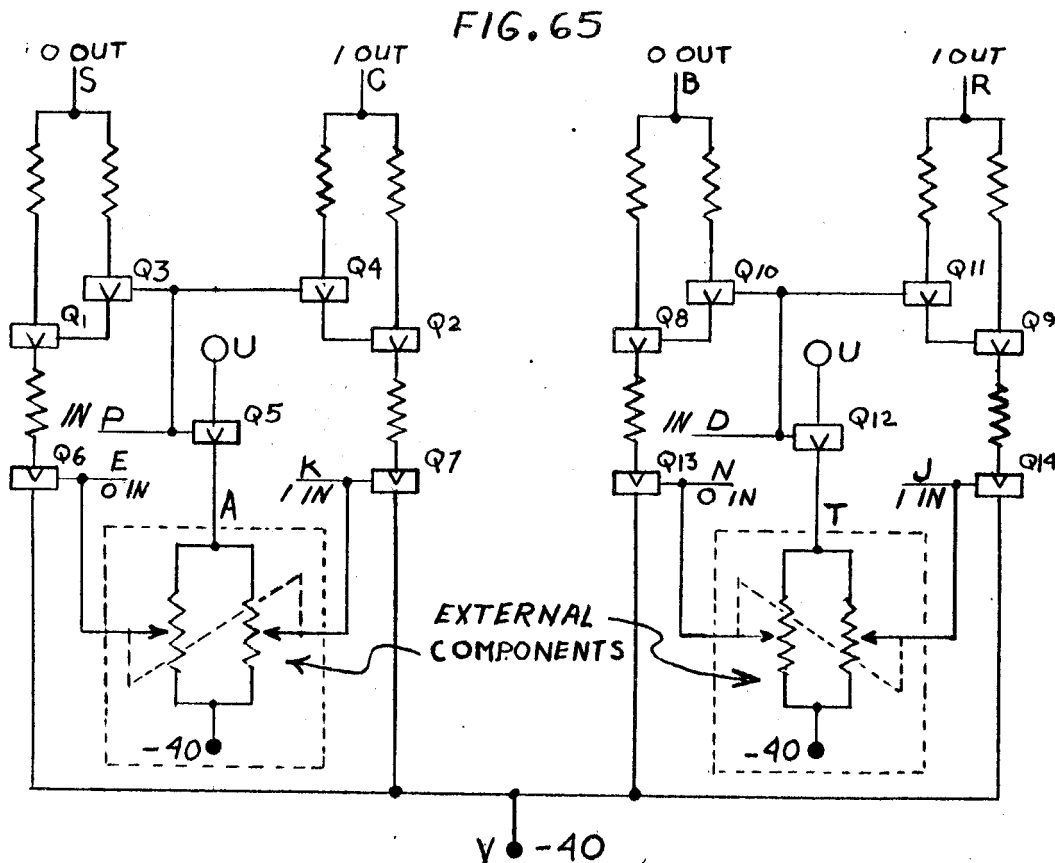 FIG. 65
0 OUT 1 OUT 0 OUT 1 OUT
S C B R
Q3 Q4 Q10 Q11
Q1 Q2 Q8 Q9
U U
IN P Q5 IN D Q12
Q6 E K Q7 Q13 N J Q14
0 IN 1 IN 0 IN 1 IN
A T
EXTERNAL
COMPONENTS
-40 -40
V -40